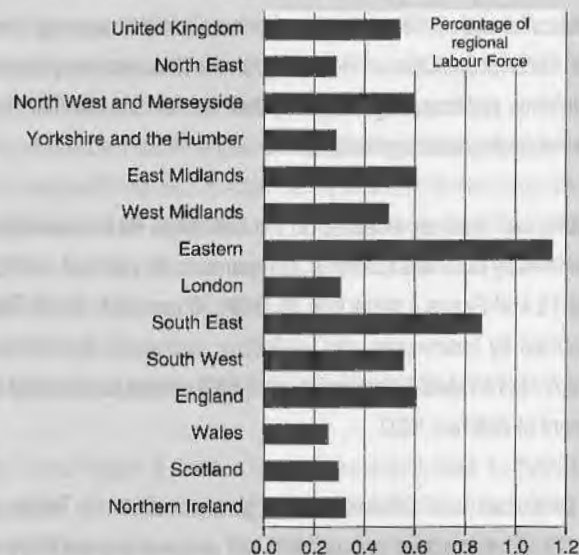 United Kingdom
Percentage of
regional
Labour Force
North East
North West and Merseyside
Yorkshire and the Humber
East Midlands
West Midlands
Eastern
London
South East
South West
England
Wales
Scotland
Northern Ireland
0.0 0.2 0.4 0.6 0.8 1.0 1.2